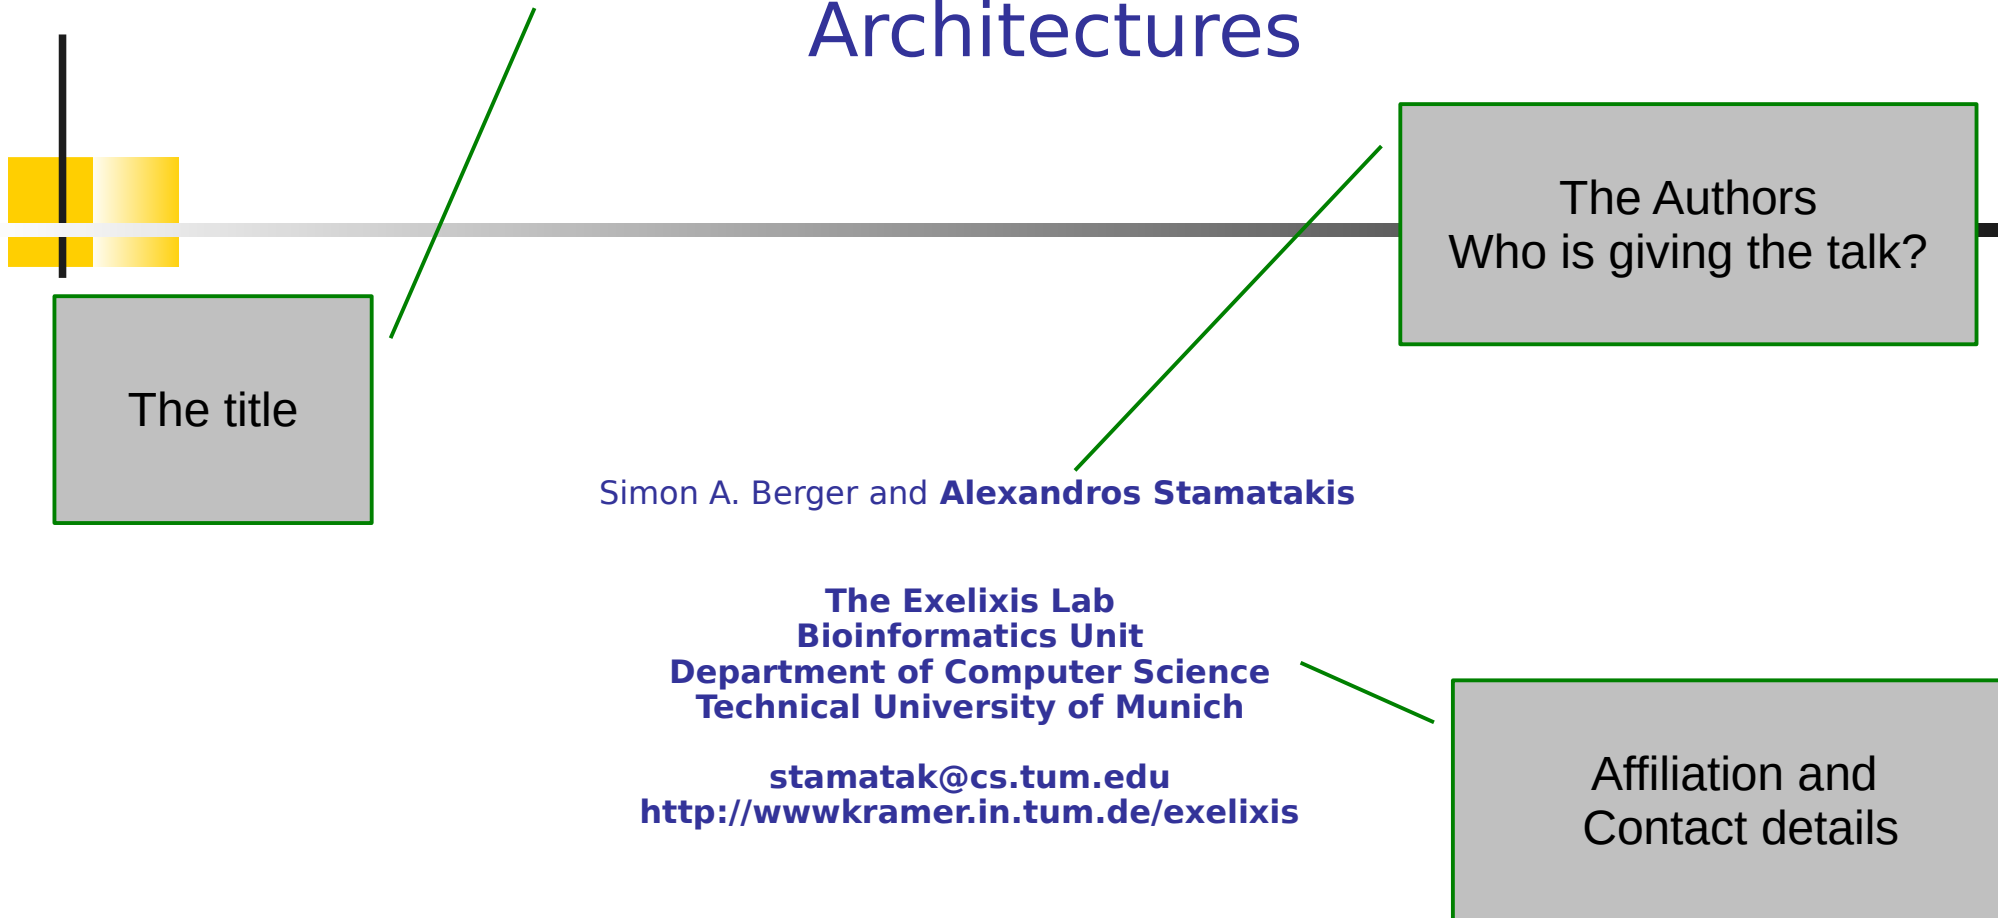 Architectures
The Authors
Who is giving the talk?
The title
Simon A. Berger and Alexandros Stamatakis
The Exelixis Lab
Bioinformatics Unit
Department of Computer Science
Technical University of Munich
stamatak@cs.tum.edu
http://wwwkramer.in.tum.de/exelixis
Affiliation and
Contact details